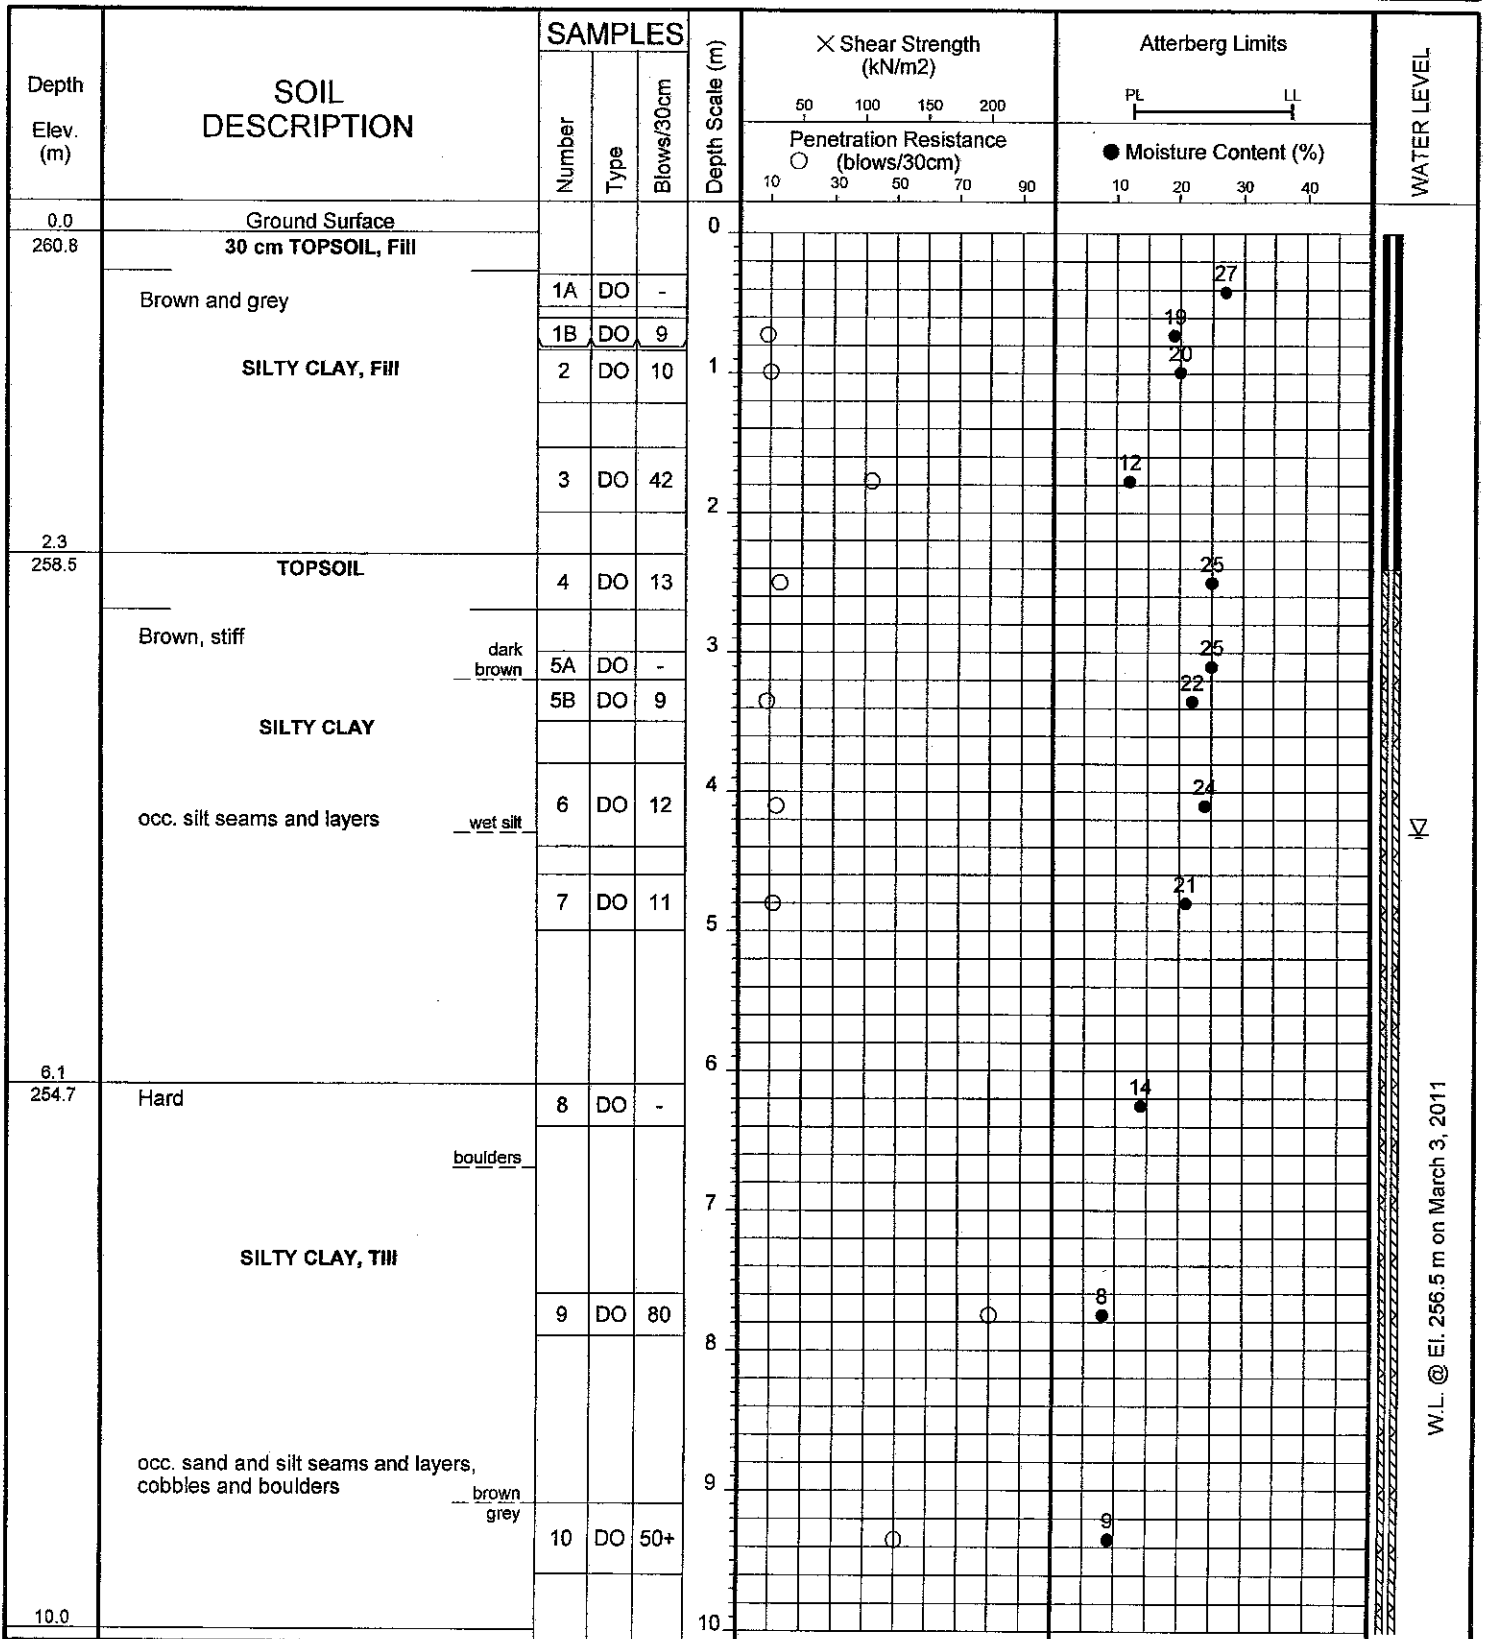 Depth
Elev.
(m)
SOIL
DESCRIPTION
SAMPLES
Number
Type
Blows/30cm
Depth Scale (m)
× Shear Strength
(kN/m2)
50 100 150 200
Penetration Resistance
(blows/30cm)
10 30 50 70 90
Atterberg Limits
PL LL
Moisture Content (%)
10 20 30 40
WATER LEVEL
0.0
Ground Surface
0
260.8
30 cm TOPSOIL, Fill
27
1A DO -
Brown and grey
19
1B DO 9
20
SILTY CLAY, Fill
2 DO 10
1
12
3 DO 42
2
2.3
258.5
TOPSOIL
25
4 DO 13
Brown, stiff
3
dark
brown
25
5A DO -
22
5B DO 9
SILTY CLAY
4
24
6 DO 12
occ. silt seams and layers
wet silt
21
7 DO 11
5
6
6.1
254.7
Hard
14
8 DO -
boulders
7
SILTY CLAY, Till
8
9 DO 80
8
occ. sand and silt seams and layers,
cobbles and boulders
9
brown
grey
9
10 DO 50+
10.0
10
W.L. @ El. 256.5 m on March 3, 2011